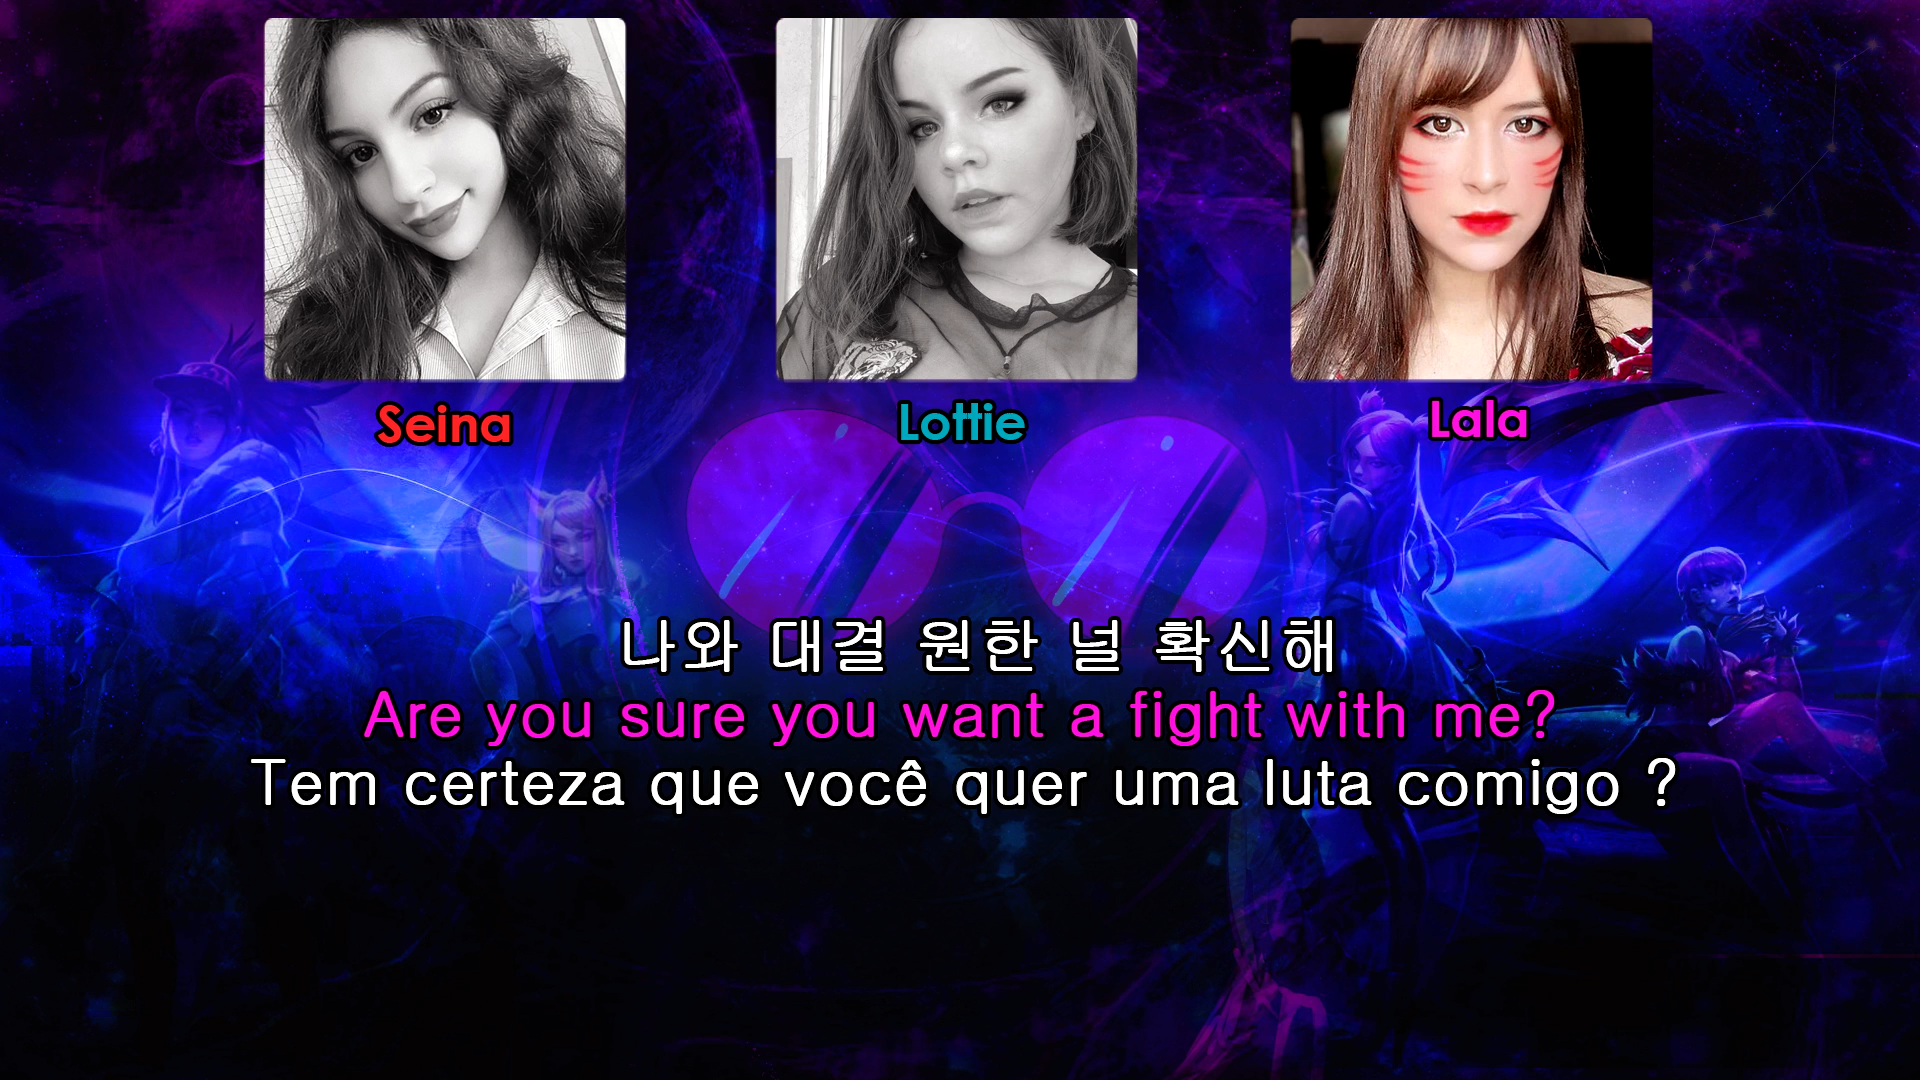 Seina
Lottie
Lala
나와 대결 원한 널 확신해
Are you sure you want a fight with me?
Tem certeza que você quer uma luta comigo ?